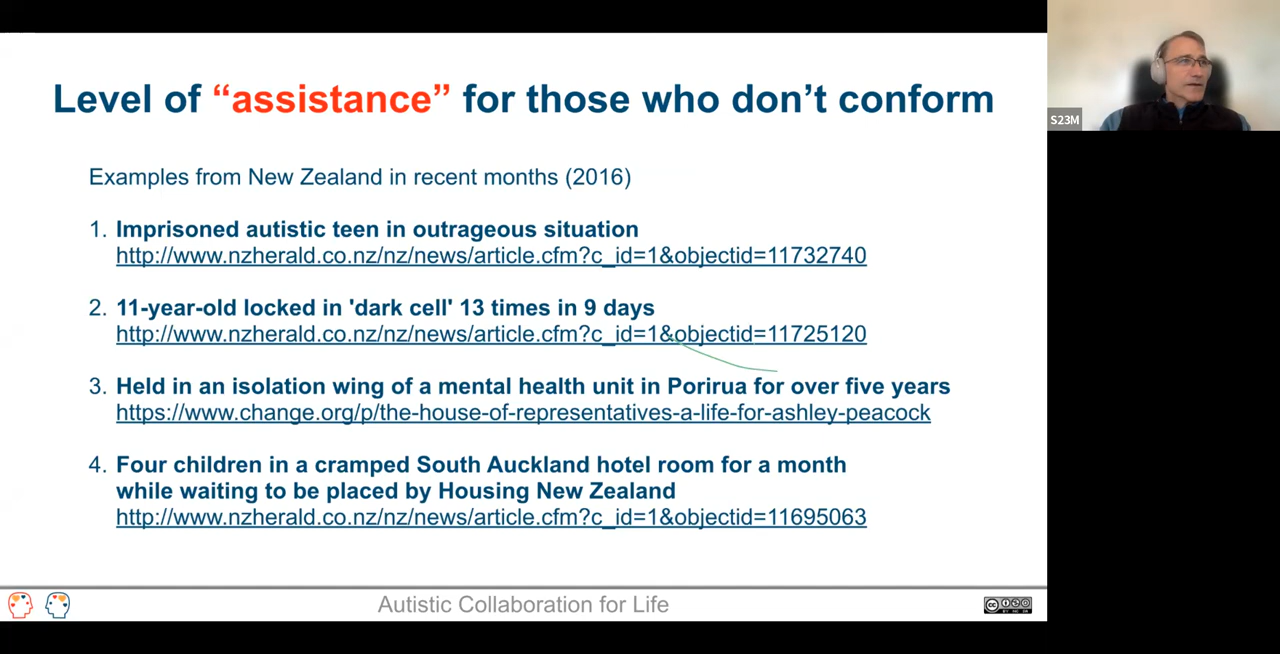 Level of “assistance” for those who don’t conform
S23M
Examples from New Zealand in recent months (2016)
1. Imprisoned autistic teen in outrageous situation
http://www.nzherald.co.nz/nz/news/article.cfm?c_id=1&objectid=11732740
2. 11-year-old locked in 'dark cell' 13 times in 9 days
http://www.nzherald.co.nz/nz/news/article.cfm?c_id=1&objectid=11725120
3. Held in an isolation wing of a mental health unit in Porirua for over five years
https://www.change.org/p/the-house-of-representatives-a-life-for-ashley-peacock
4. Four children in a cramped South Auckland hotel room for a month
while waiting to be placed by Housing New Zealand
http://www.nzherald.co.nz/nz/news/article.cfm?c_id=1&objectid=11695063
Autistic Collaboration for Life